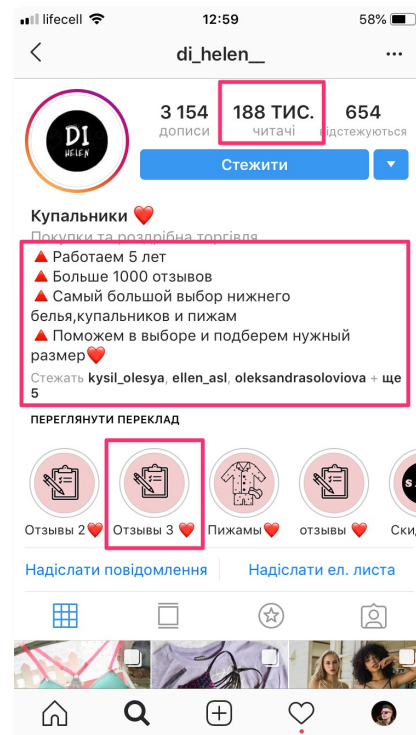 lifecell 12:59 58%
di_helen__
DI
HELEN
3 154 188 ТИС. 654
дописи читачі відстежуються
Стежити
Купальники ❤️
Покупки та роздрібна торгівля
🔺 Работаем 5 лет
🔺 Больше 1000 отзывов
🔺 Самый большой выбор нижнего
белья,купальников и пижам
🔺 Поможем в выборе и подберем нужный
размер❤️
Стежать kysil_olesya, ellen_asl, oleksandrasoloviova + ще
5
ПЕРЕГЛЯНУТИ ПЕРЕКЛАД
Отзывы 2❤️ Отзывы 3 ❤️ Пижамы❤️ отзывы ❤️ Ски
Надіслати повідомлення Надіслати ел. листа